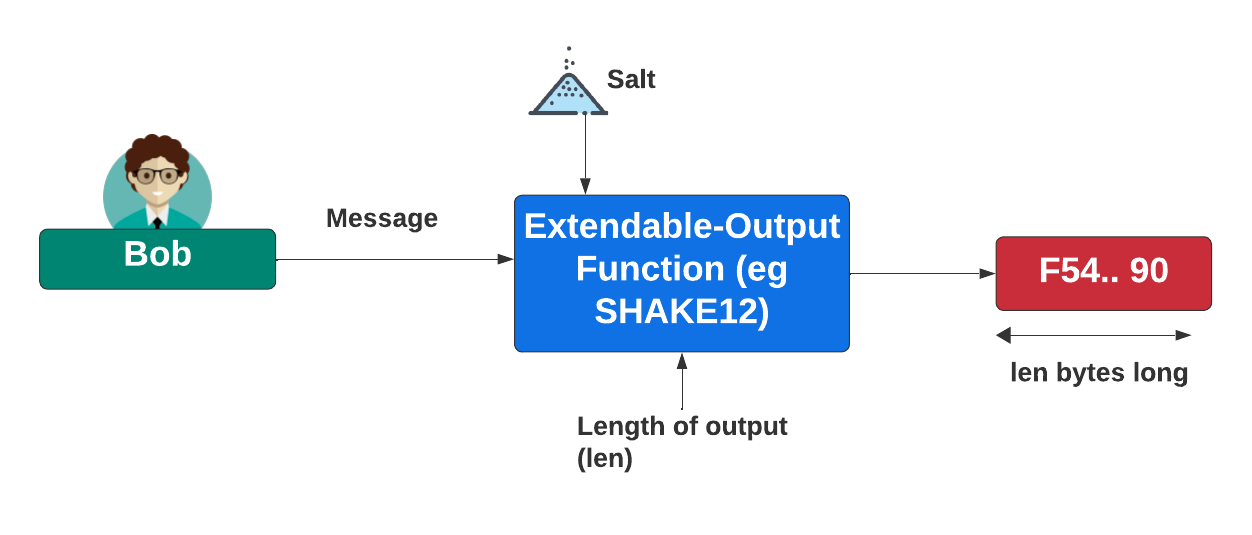 Salt
Bob
Message
Extendable-Output
Function (eg
SHAKE12)
F54.. 90
len bytes long
Length of output
(len)